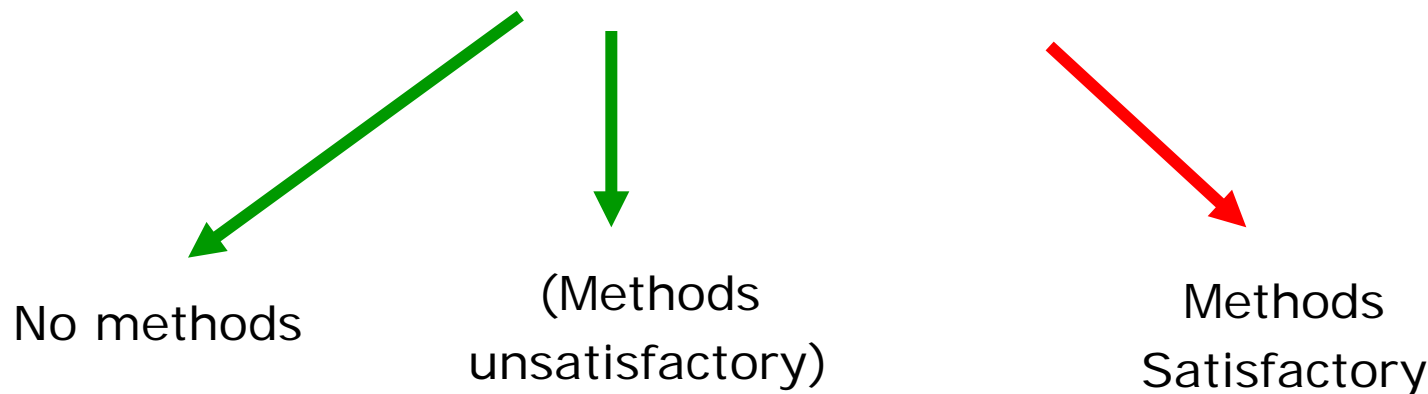 No methods
(Methods
unsatisfactory)
Methods
Satisfactory